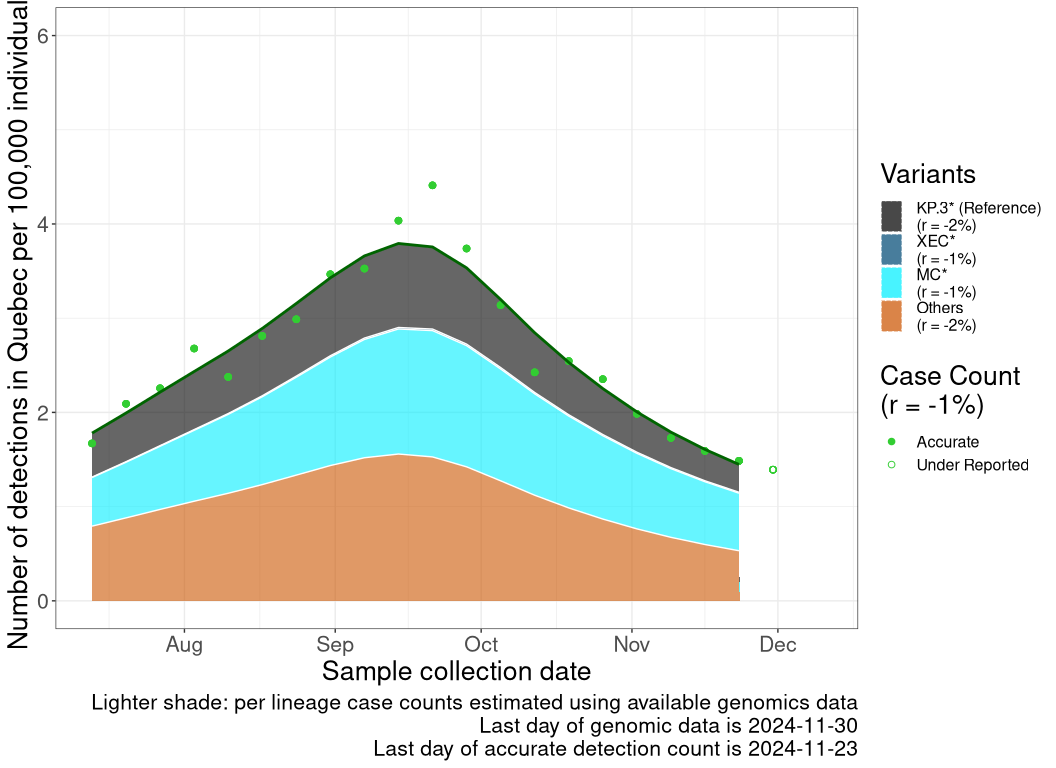 Number of detections in Quebec per 100,000 individual
6
4
2
0
Aug
Sep
Oct
Nov
Dec
Sample collection date
Lighter shade: per lineage case counts estimated using available genomics data
Last day of genomic data is 2024-11-30
Last day of accurate detection count is 2024-11-23
Variants
KP.3* (Reference)
(r = -2%)
XEC*
(r = -1%)
MC*
(r = -1%)
Others
(r = -2%)
Case Count
(r = -1%)
Accurate
Under Reported